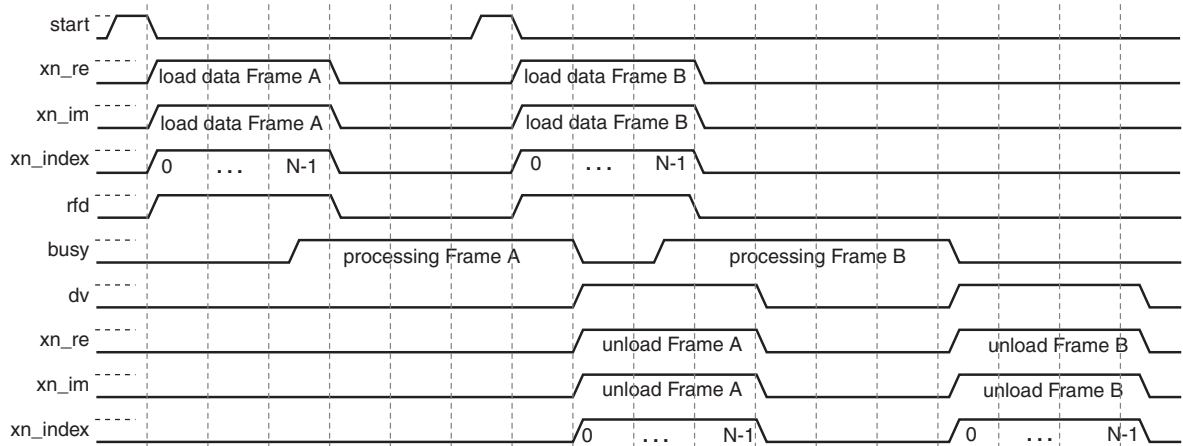 start
xn_re load data Frame A load data Frame B
xn_im load data Frame A load data Frame B
xn_index 0 ... N-1 0 ... N-1
rfd
busy processing Frame A processing Frame B
dv
xn_re unload Frame A unload Frame B
xn_im unload Frame A unload Frame B
xn_index 0 ... N-1 0 ... N-1